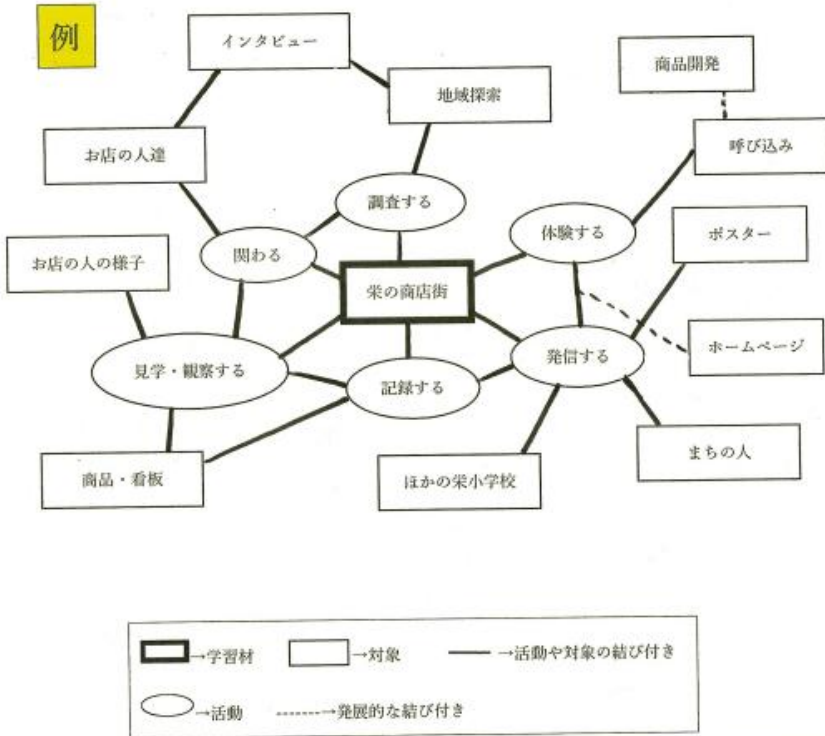 例
インタビュー
商品開発
地域探索
お店の人達
呼び込み
調査する
体験する
ポスター
関わる
お店の人の様子
栄の商店街
ホームページ
見学・観察する
記録する
発信する
まちの人
商品・看板
ほかの栄小学校
→学習材
→対象
→活動や対象の結び付き
→活動
→発展的な結び付き